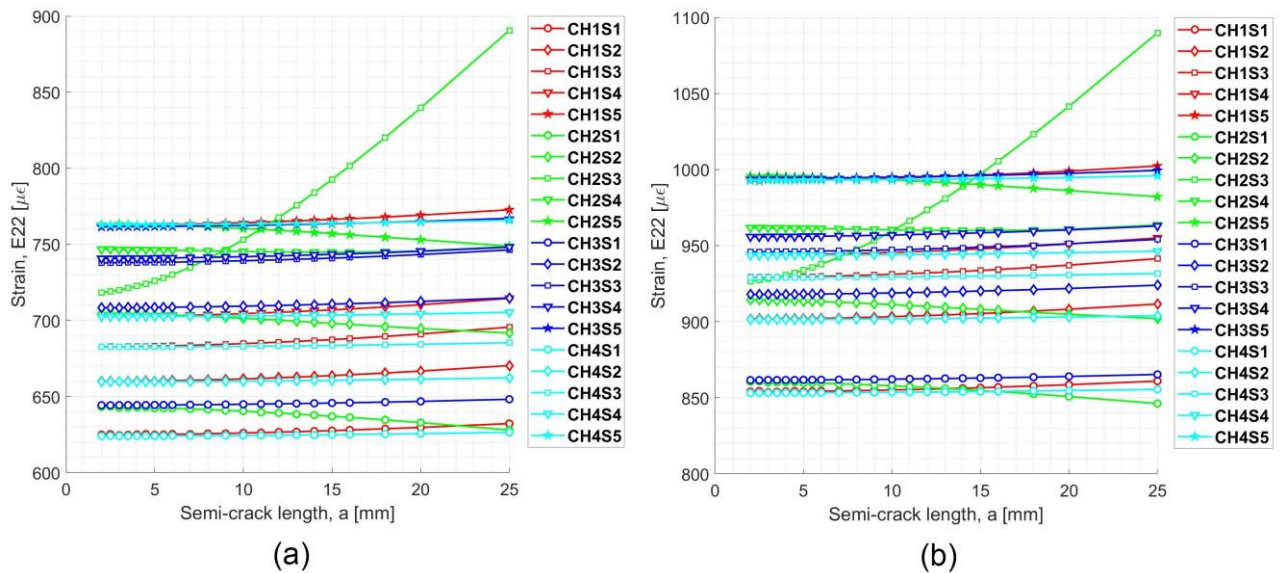 900
850
800
750
700
650
600
Strain, E22 [με]
0 5 10 15 20 25
Semi-crack length, a [mm]
CH1S1
CH1S2
CH1S3
CH1S4
CH1S5
CH2S1
CH2S2
CH2S3
CH2S4
CH2S5
CH3S1
CH3S2
CH3S3
CH3S4
CH3S5
CH4S1
CH4S2
CH4S3
CH4S4
CH4S5
(a)
1100
1050
1000
950
900
850
800
Strain, E22 [με]
0 5 10 15 20 25
Semi-crack length, a [mm]
CH1S1
CH1S2
CH1S3
CH1S4
CH1S5
CH2S1
CH2S2
CH2S3
CH2S4
CH2S5
CH3S1
CH3S2
CH3S3
CH3S4
CH3S5
CH4S1
CH4S2
CH4S3
CH4S4
CH4S5
(b)